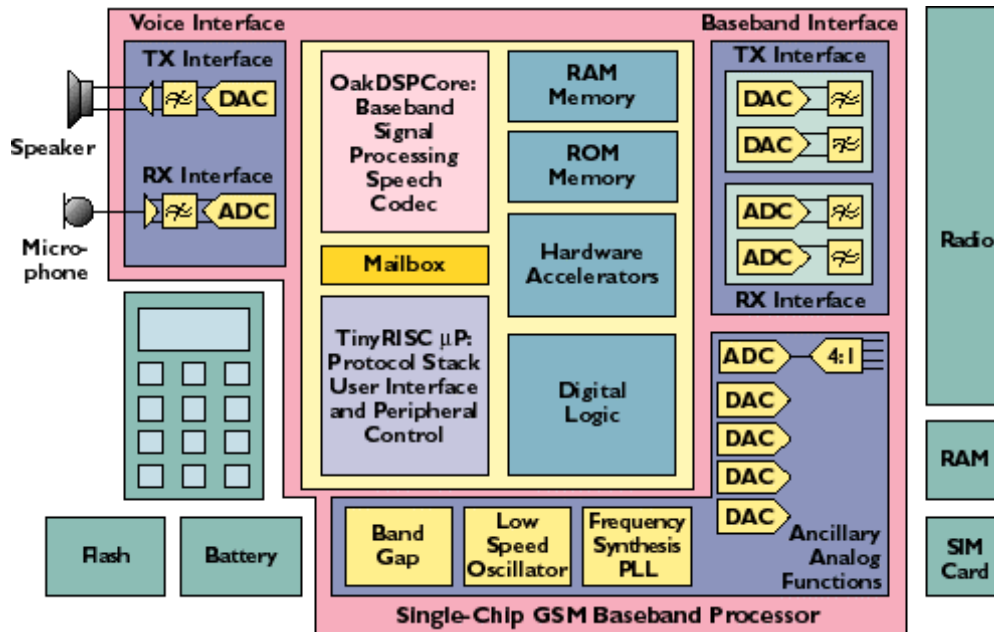 Voice Interface
TX Interface
DAC
Speaker
RX Interface
ADC
Micro-
phone
OakDSPCore:
Baseband
Signal
Processing
Speech
Codec
Mailbox
TinyRISC μP:
Protocol Stack
User Interface
and Peripheral
Control
RAM
Memory
ROM
Memory
Hardware
Accelerators
Digital
Logic
Baseband Interface
TX Interface
DAC
DAC
ADC
ADC
RX Interface
ADC
4:1
DAC
DAC
DAC
DAC
Ancillary
Analog
Functions
Band
Gap
Low
Speed
Oscillator
Frequency
Synthesis
PLL
Single-Chip GSM Baseband Processor
Flash
Battery
Radio
RAM
SIM
Card